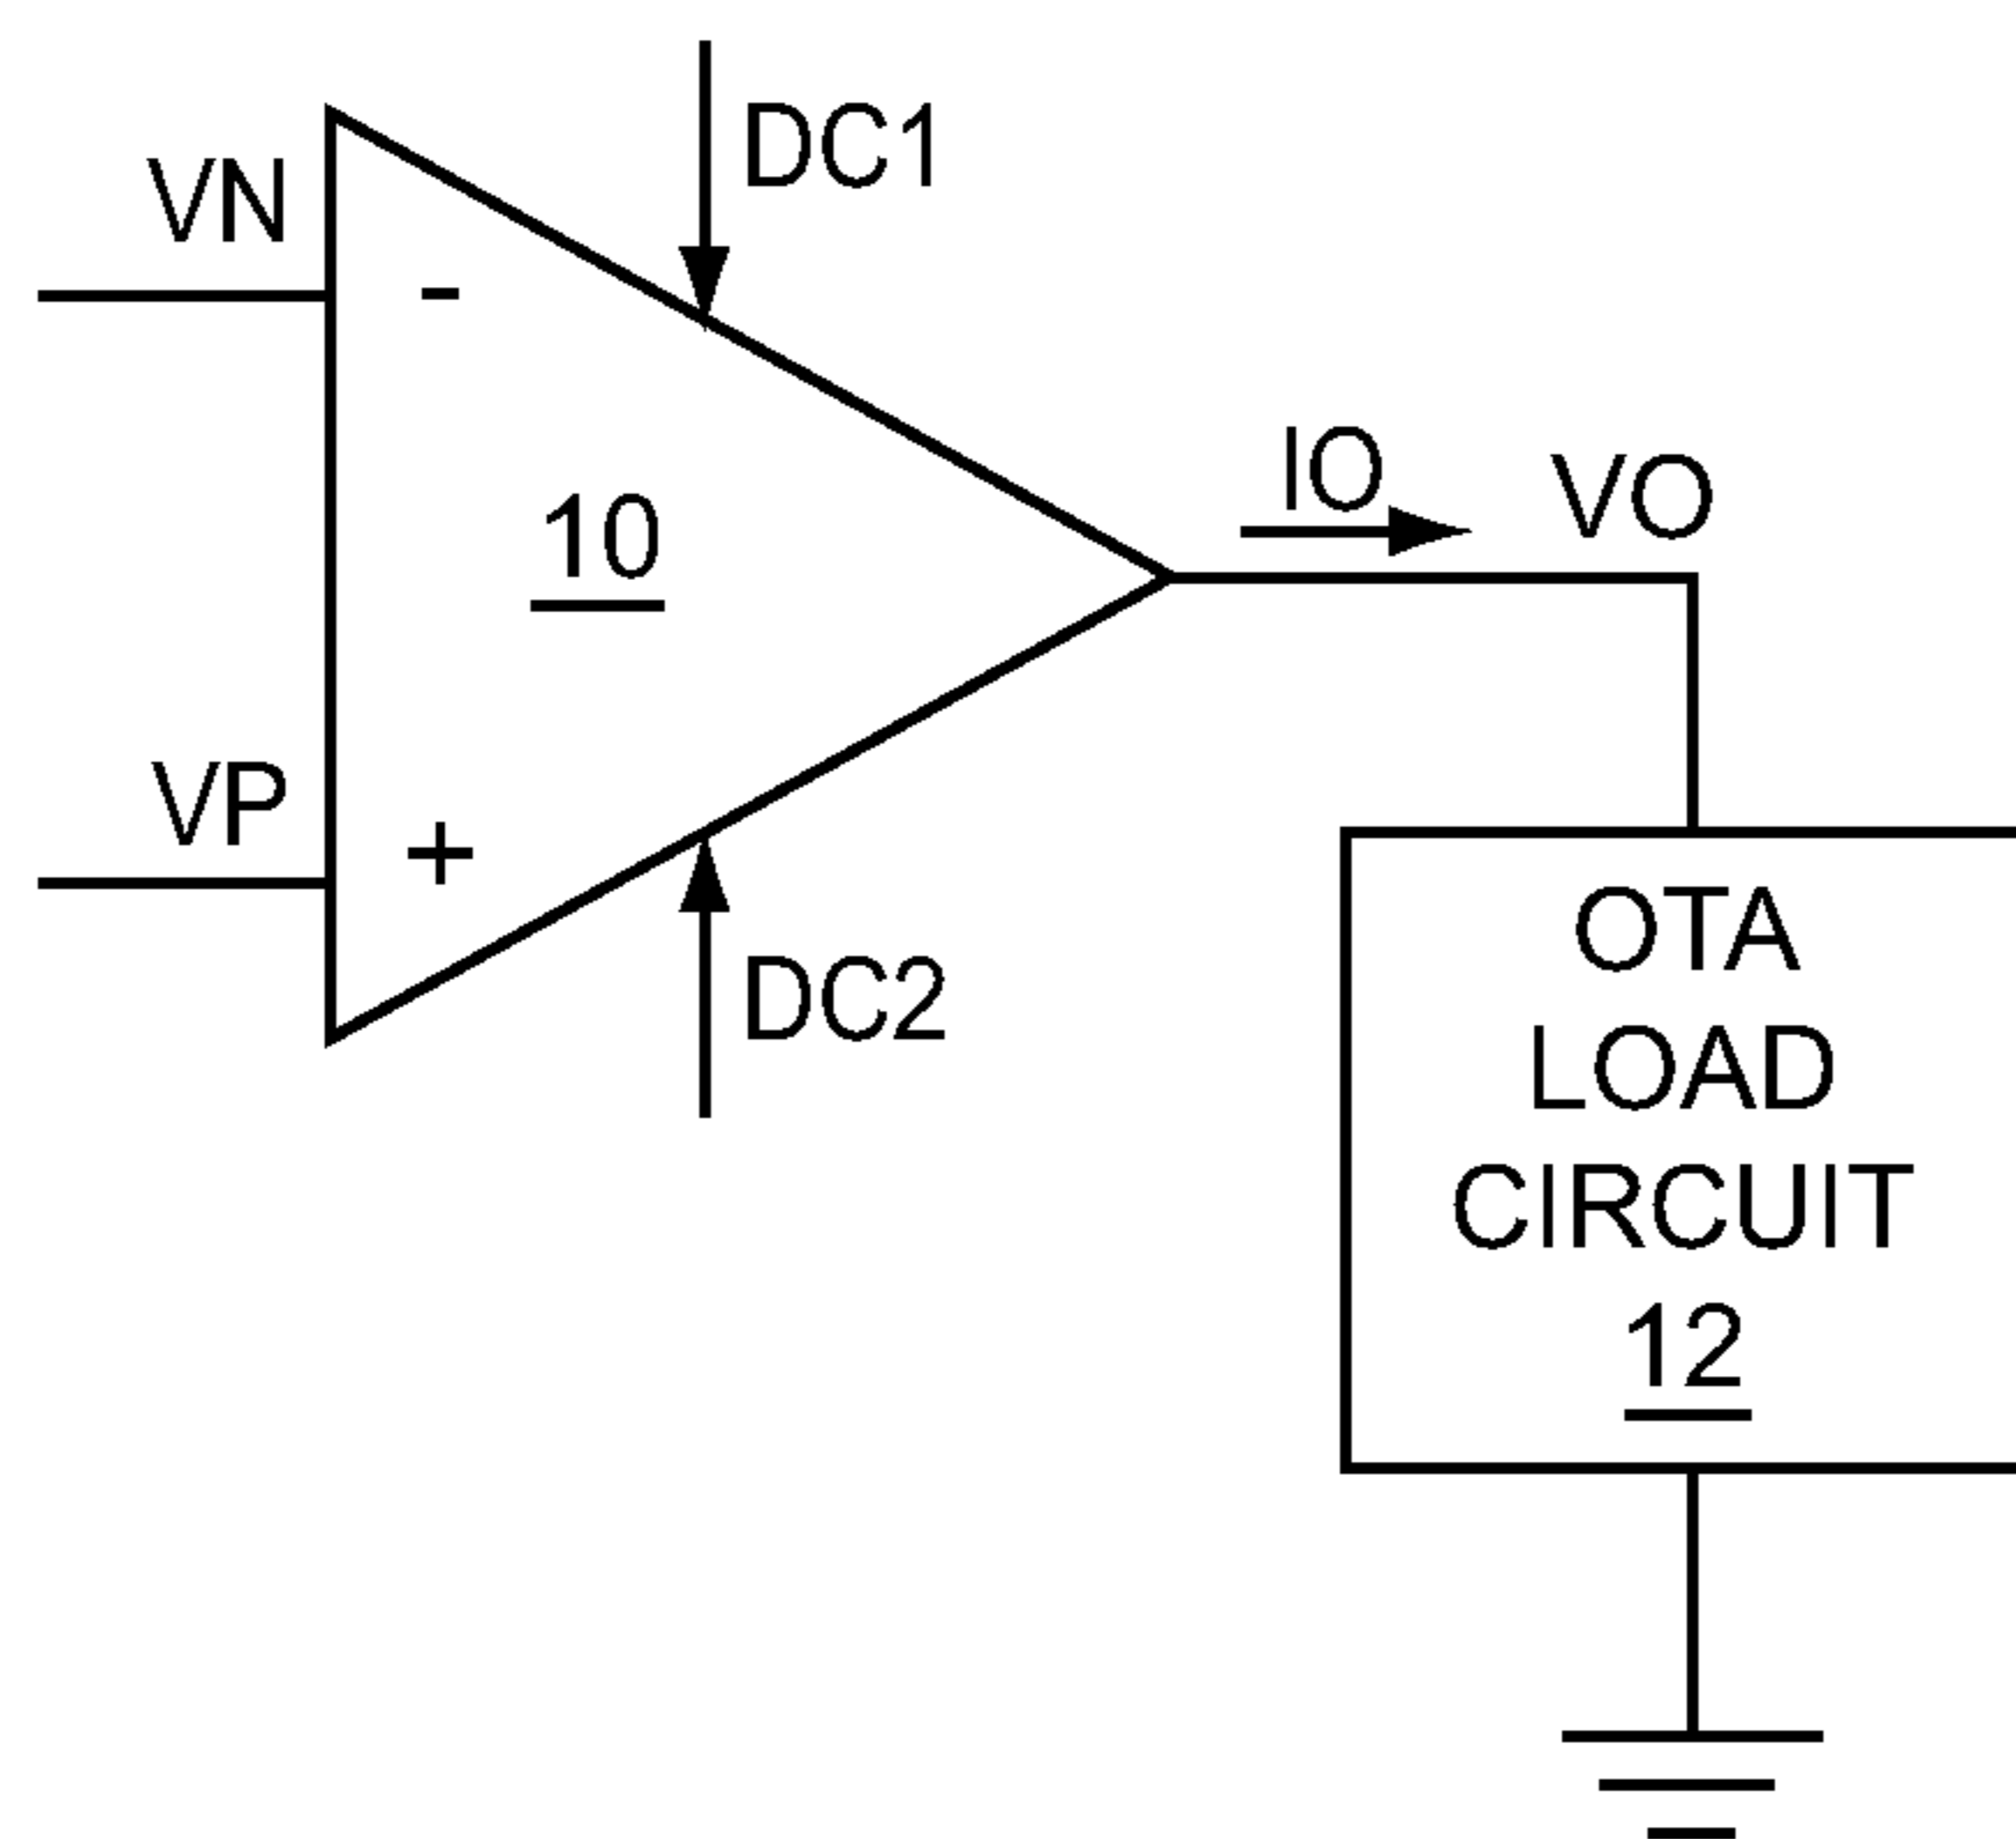 DC1
VN
-
IO
VO
10
VP
+
DC2
OTA
LOAD
CIRCUIT
12